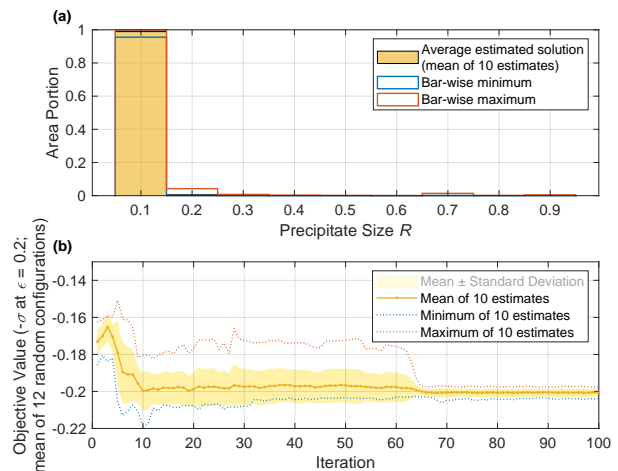 (a)
1
0.8
0.6
0.4
0.2
0
Area Portion
Average estimated solution
(mean of 10 estimates)
Bar-wise minimum
Bar-wise maximum
0.1 0.2 0.3 0.4 0.5 0.6 0.7 0.8 0.9
Precipitate Size R
(b)
Objective Value (-σ at ϵ = 0.2;
mean of 12 random configurations)
-0.14
-0.16
-0.18
-0.2
-0.22
Mean ± Standard Deviation
Mean of 10 estimates
Minimum of 10 estimates
Maximum of 10 estimates
0 10 20 30 40 50 60 70 80 90 100
Iteration